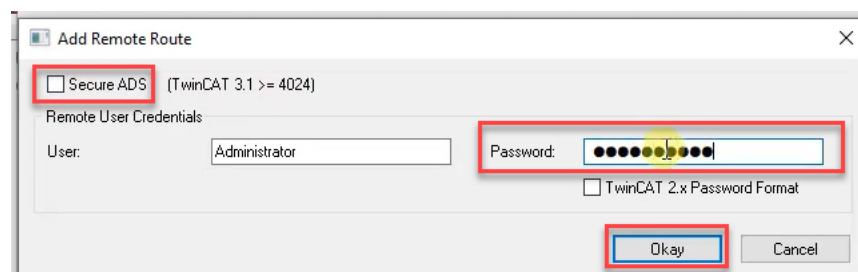 Add Remote Route
Secure ADS (TwinCAT 3.1 >= 4024)
Remote User Credentials
User: Administrator Password: ●●●●●●●●●●
TwinCAT 2.x Password Format
Okay Cancel